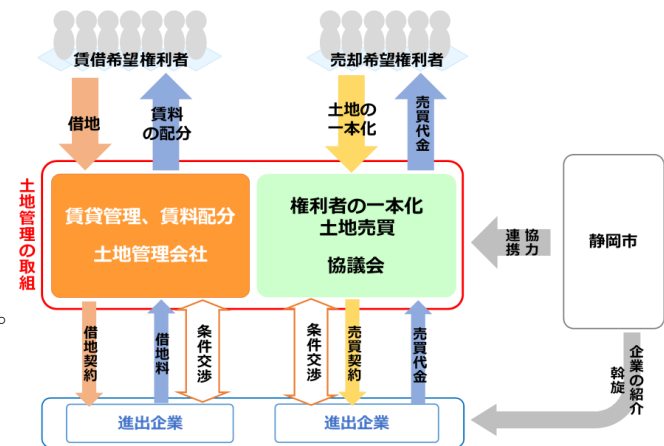 賃借希望権利者
売却希望権利者
借地
賃料
の配分
土地の
一本化
売買代金
土地管理の取組
賃貸管理、賃料配分
土地管理会社
権利者の一本化
土地売買
協議会
協力
連携
静岡市
。
借地契約
借地料
条件交渉
条件交渉
売買契約
売買代金
企業の紹介
斡旋
進出企業
進出企業